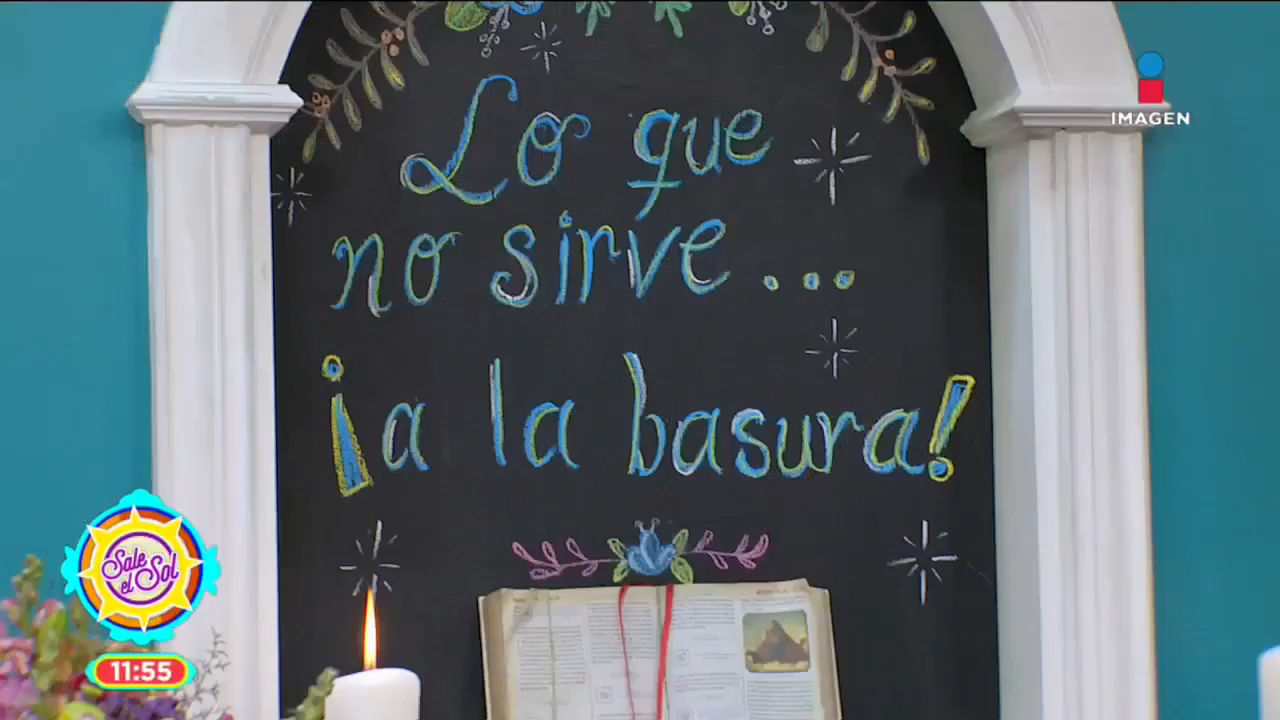 Lo que
no sirve...
¡a la basura!
IMAGEN
Sale
el Sol
11:55